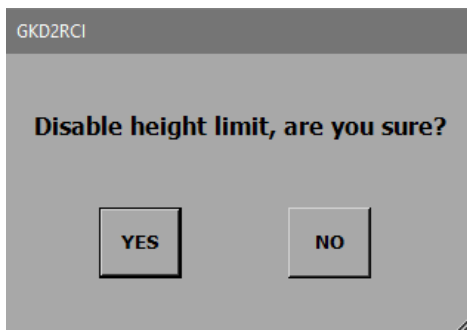 GKD2RCI
Disable height limit, are you sure?
YES
NO